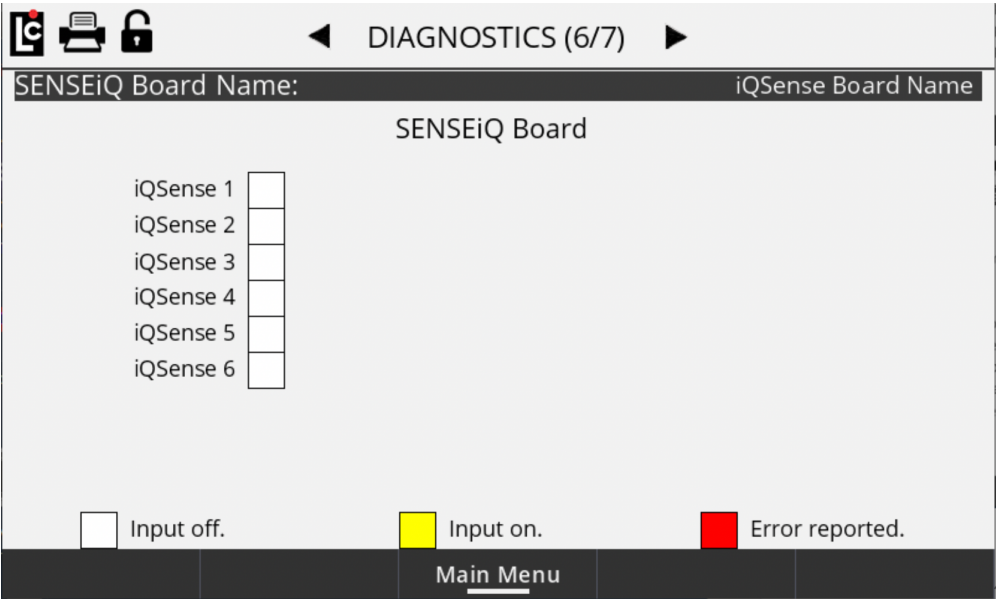 LC
DIAGNOSTICS (6/7)
SENSEiQ Board Name: iQSense Board Name
SENSEiQ Board
iQSense 1
iQSense 2
iQSense 3
iQSense 4
iQSense 5
iQSense 6
Input off. Input on. Error reported.
Main Menu